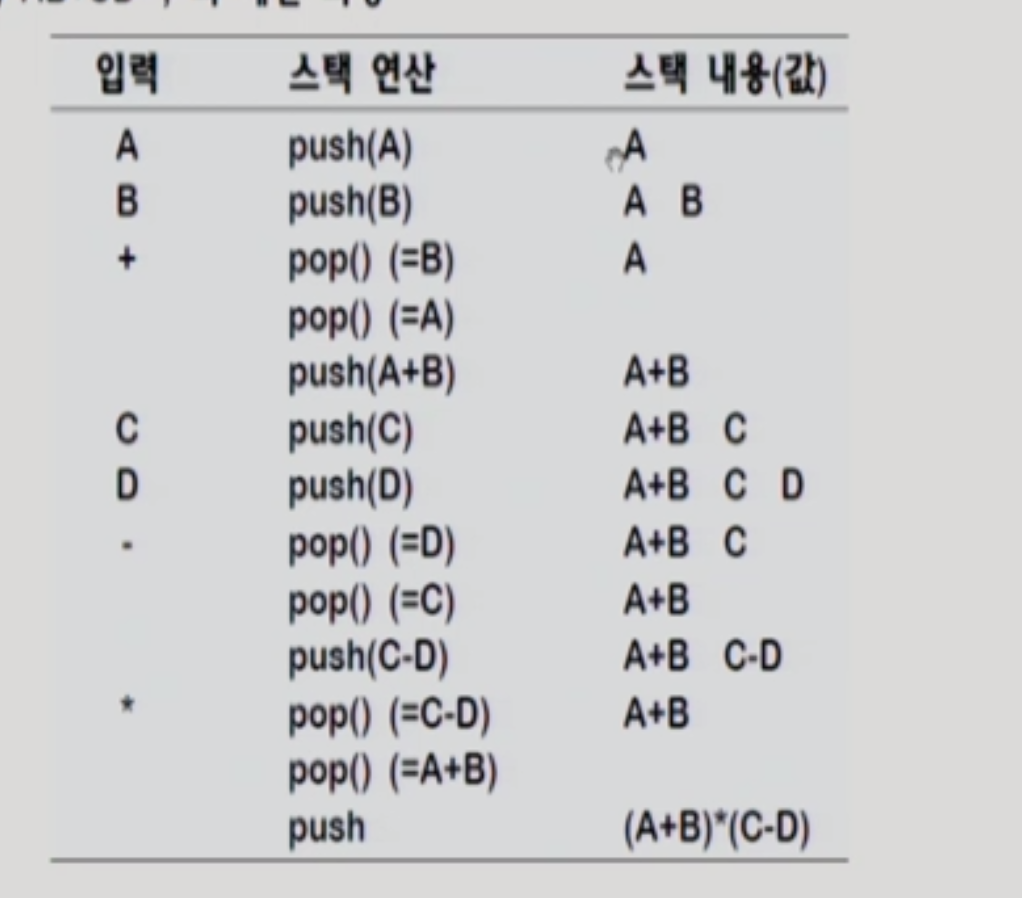 입력 스택 연산 스택 내용(값)
A push(A) A
B push(B) A B
+ pop() (=B) A
pop() (=A)
push(A+B) A+B
C push(C) A+B C
D push(D) A+B C D
- pop() (=D) A+B C
pop() (=C) A+B
push(C-D) A+B C-D
* pop() (=C-D) A+B
pop() (=A+B)
push (A+B)*(C-D)